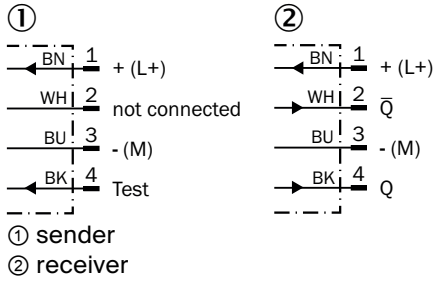 ① ②
BN 1 + (L+) BN 1 + (L+)
WH 2 not connected WH 2 Q̅
BU 3 - (M) BU 3 - (M)
BK 4 Test BK 4 Q
① sender
② receiver